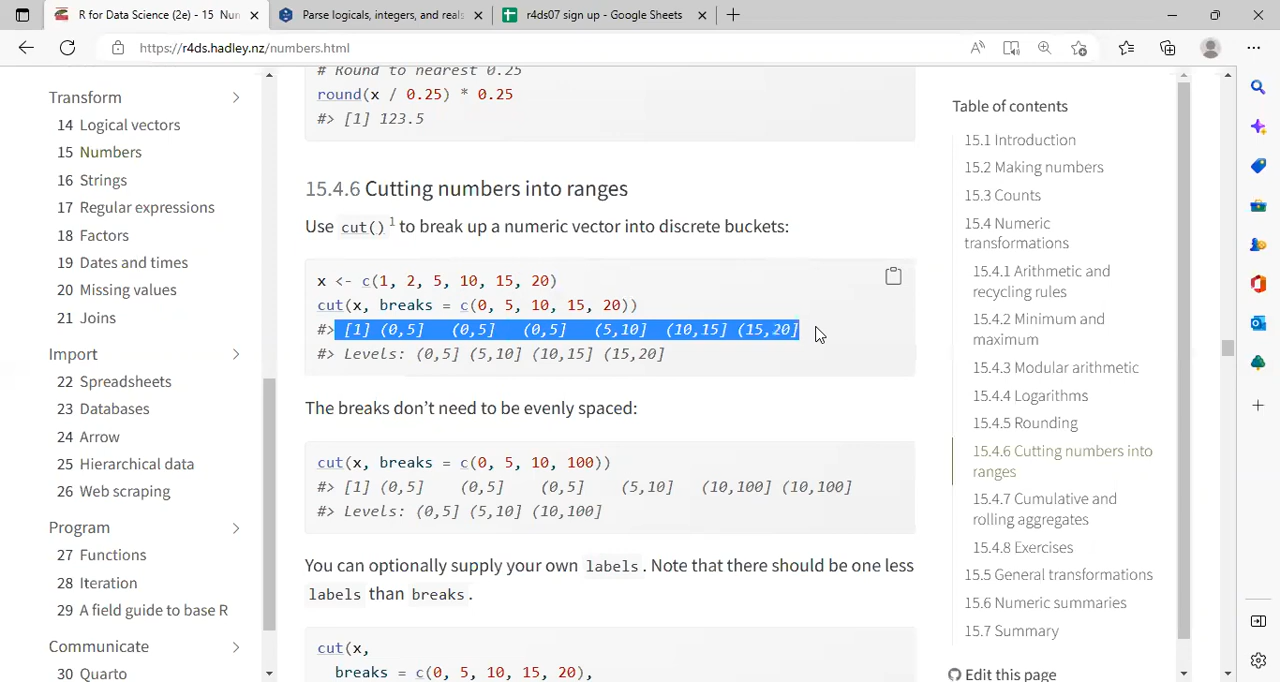 R for Data Science (2e) - 15 Num
Parse logicals, integers, and reals
r4ds07 sign up - Google Sheets
https://r4ds.hadley.nz/numbers.html
Transform
14 Logical vectors
15 Numbers
16 Strings
17 Regular expressions
18 Factors
19 Dates and times
20 Missing values
21 Joins
Import
22 Spreadsheets
23 Databases
24 Arrow
25 Hierarchical data
26 Web scraping
Program
27 Functions
28 Iteration
29 A field guide to base R
Communicate
30 Quarto
# Round to nearest 0.25
round(x / 0.25) * 0.25
#> [1] 123.5
15.4.6 Cutting numbers into ranges
Use cut()1 to break up a numeric vector into discrete buckets:
x <- c(1, 2, 5, 10, 15, 20)
cut(x, breaks = c(0, 5, 10, 15, 20))
#> [1] (0,5] (0,5] (0,5] (5,10] (10,15] (15,20]
#> Levels: (0,5] (5,10] (10,15] (15,20]
The breaks don’t need to be evenly spaced:
cut(x, breaks = c(0, 5, 10, 100))
#> [1] (0,5] (0,5] (0,5] (5,10] (10,100] (10,100]
#> Levels: (0,5] (5,10] (10,100]
You can optionally supply your own labels. Note that there should be one less
labels than breaks.
cut(x,
breaks = c(0, 5, 10, 15, 20),
Table of contents
15.1 Introduction
15.2 Making numbers
15.3 Counts
15.4 Numeric
transformations
15.4.1 Arithmetic and
recycling rules
15.4.2 Minimum and
maximum
15.4.3 Modular arithmetic
15.4.4 Logarithms
15.4.5 Rounding
15.4.6 Cutting numbers into
ranges
15.4.7 Cumulative and
rolling aggregates
15.4.8 Exercises
15.5 General transformations
15.6 Numeric summaries
15.7 Summary
Edit this page